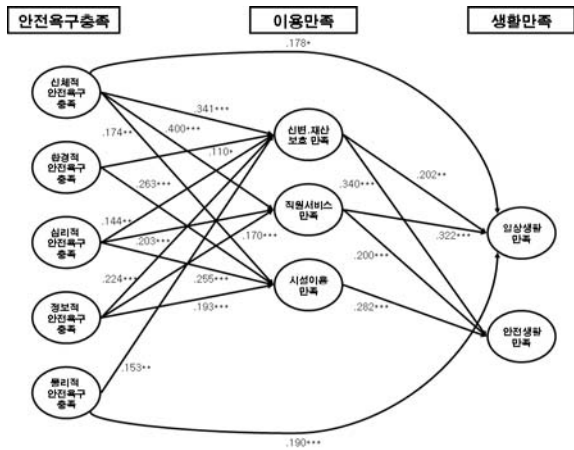 안전욕구충족
이용만족
생활만족
.178*
신체적
안전욕구
충족
.341***
.174**
.400***
신변.재산
보호 만족
.110*
환경적
안전욕구
충족
.263***
.340***
.202**
직원서비스
만족
.144**
심리적
안전욕구
충족
.203***
.170***
.322***
일상생활
만족
.200***
.224***
.255***
시설이용
만족
.193***
.282***
정보적
안전욕구
충족
안전생활
만족
.153**
물리적
안전욕구
충족
.190***